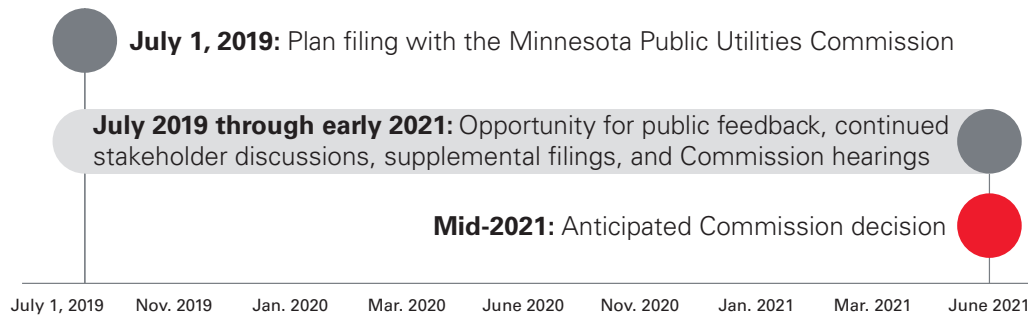 July 1, 2019: Plan filing with the Minnesota Public Utilities Commission
July 2019 through early 2021: Opportunity for public feedback, continued
stakeholder discussions, supplemental filings, and Commission hearings
Mid-2021: Anticipated Commission decision
July 1, 2019 Nov. 2019 Jan. 2020 Mar. 2020 June 2020 Nov. 2020 Jan. 2021 Mar. 2021 June 2021